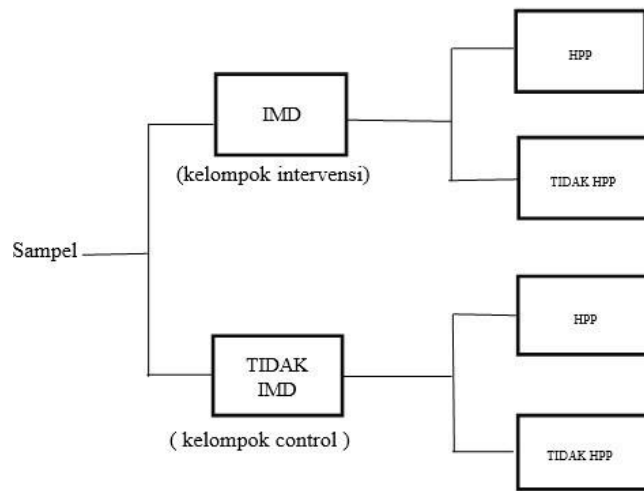 HPP
IMD
(kelompok intervensi)
TIDAK HPP
Sampel
HPP
TIDAK
IMD
( kelompok control )
TIDAK HPP